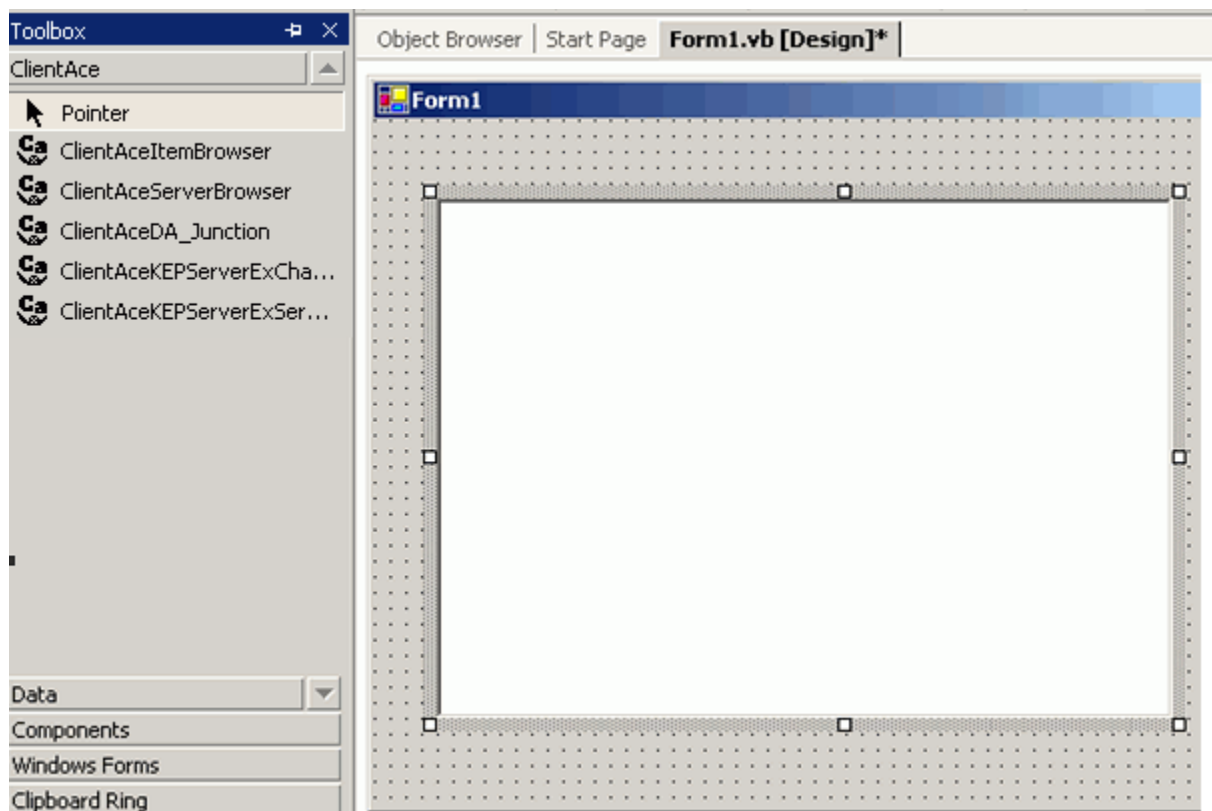 Toolbox
ClientAce
Pointer
ClientAceItemBrowser
ClientAceServerBrowser
ClientAceDA_Junction
ClientAceKEPServerExCha...
ClientAceKEPServerExSer...
Data
Components
Windows Forms
Clipboard Ring
Object Browser Start Page Form1.vb [Design]*
Form1